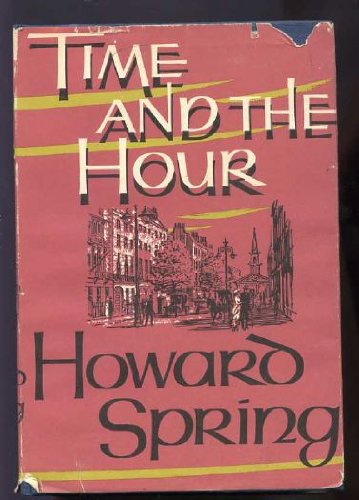 TIME
AND THE
HOUR
HOWARD
SPRING